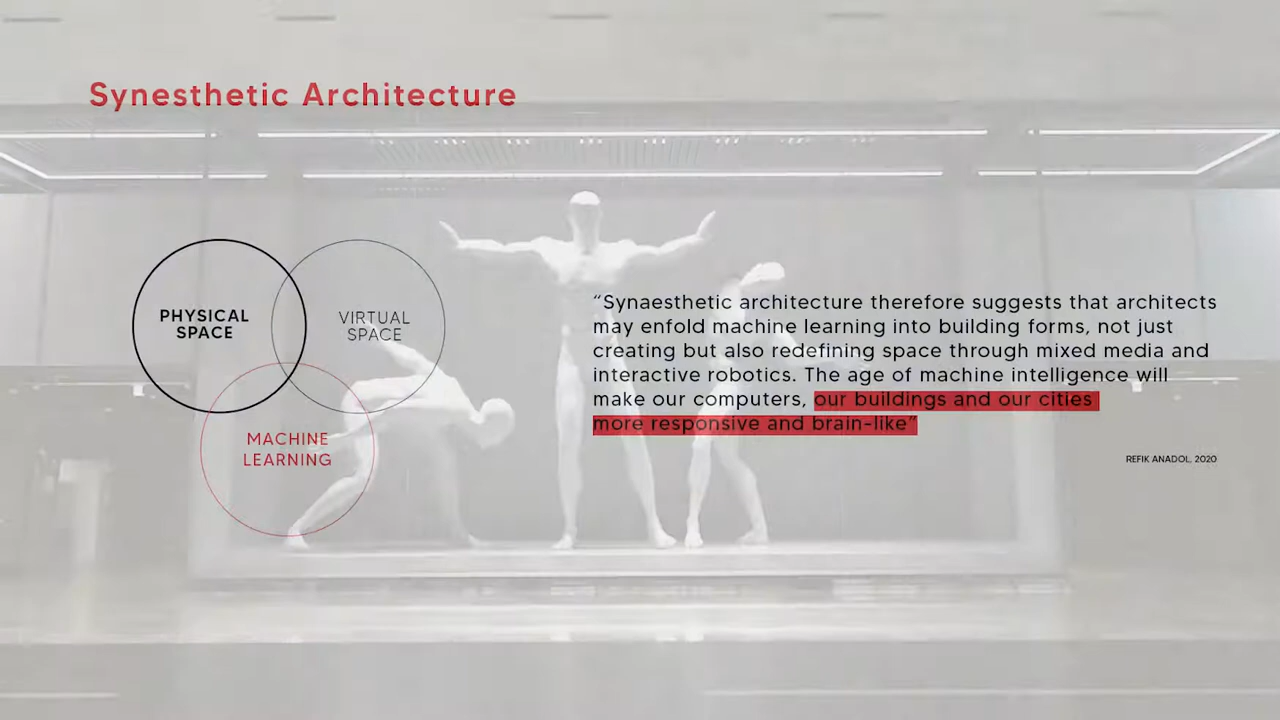 Synesthetic Architecture
PHYSICAL
SPACE
VIRTUAL
SPACE
MACHINE
LEARNING
“Synaesthetic architecture therefore suggests that architects
may enfold machine learning into building forms, not just
creating but also redefining space through mixed media and
interactive robotics. The age of machine intelligence will
make our computers, our buildings and our cities
more responsive and brain-like”
REFIK ANADOL, 2020